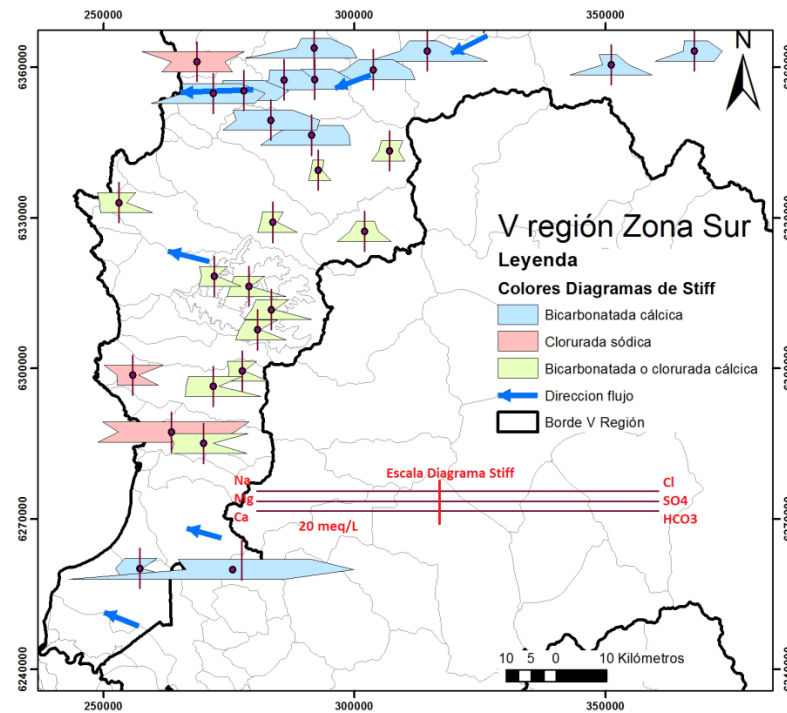 250000 300000 350000
6360000
6330000
6300000
6270000
6240000
N
6360000
6330000
6300000
6270000
6240000
V región Zona Sur
Leyenda
Colores Diagramas de Stiff
Bicarbonatada cálcica
Clorurada sódica
Bicarbonatada o clorurada cálcica
Direccion flujo
Borde V Región
Escala Diagrama Stiff
Na Cl
Mg SO4
Ca HCO3
20 meq/L
10 5 0 10 Kilómetros
250000 300000 350000